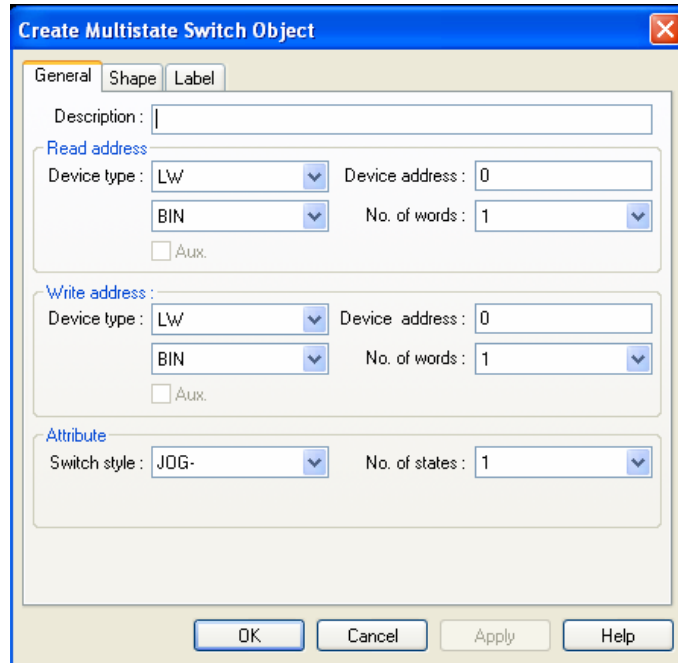 Create Multistate Switch Object
General Shape Label
Description :
Read address
Device type : LW Device address : 0
BIN No. of words : 1
Aux.
Write address :
Device type : LW Device address : 0
BIN No. of words : 1
Aux.
Attribute
Switch style : JOG- No. of states : 1
OK Cancel Apply Help